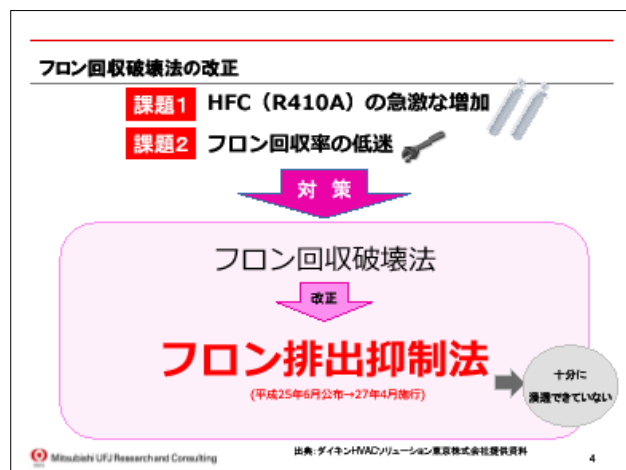 フロン回収破壊法の改正
課題1 HFC（R410A）の急激な増加
課題2 フロン回収率の低迷
対 策
フロン回収破壊法
改正
フロン排出抑制法
(平成25年6月公布→27年4月施行)
十分に
浸透できていない
Mitsubishi UFJ Research and Consulting
出典：ダイキンHVACソリューション東京株式会社提供資料
4